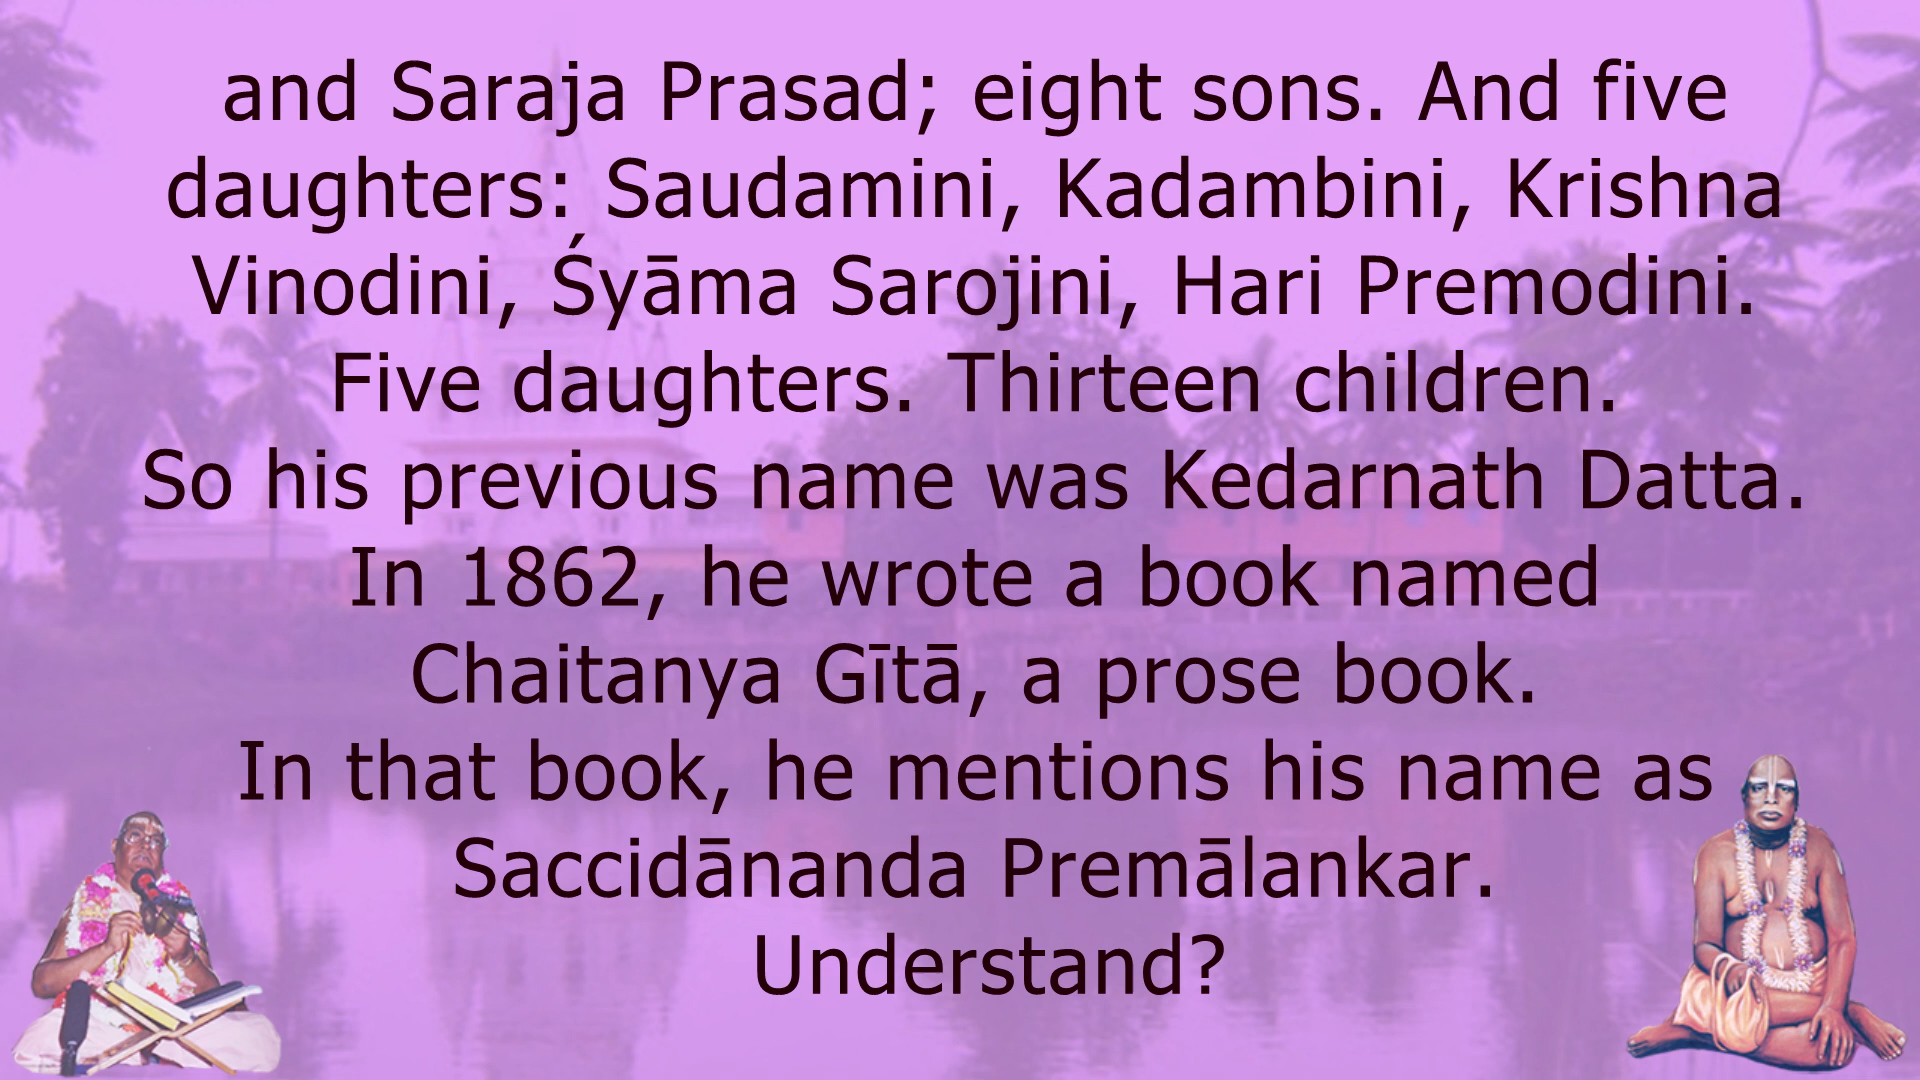 and Saraja Prasad; eight sons. And five
daughters: Saudamini, Kadambini, Krishna
Vinodini, Śyāma Sarojini, Hari Premodini.
Five daughters. Thirteen children.
So his previous name was Kedarnath Datta.
In 1862, he wrote a book named
Chaitanya Gītā, a prose book.
In that book, he mentions his name as
Saccidānanda Premālankar.
Understand?